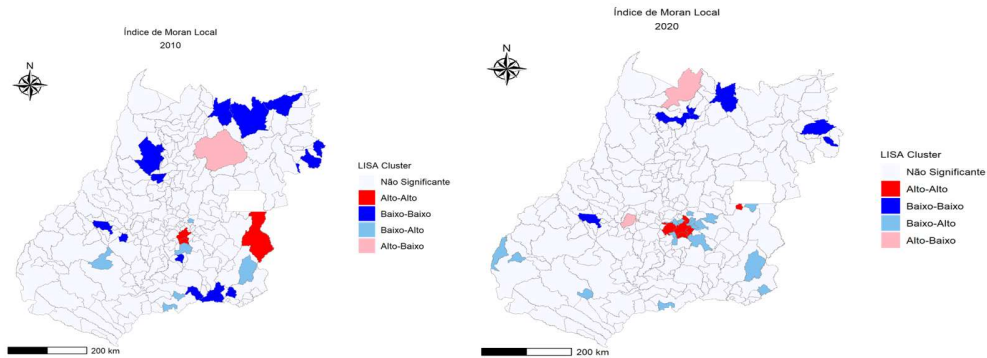 Índice de Moran Local
2010
N
LISA Cluster
Não Significante
Alto-Alto
Baixo-Baixo
Baixo-Alto
Alto-Baixo
200 km
Índice de Moran Local
2020
N
LISA Cluster
Não Significante
Alto-Alto
Baixo-Baixo
Baixo-Alto
Alto-Baixo
200 km